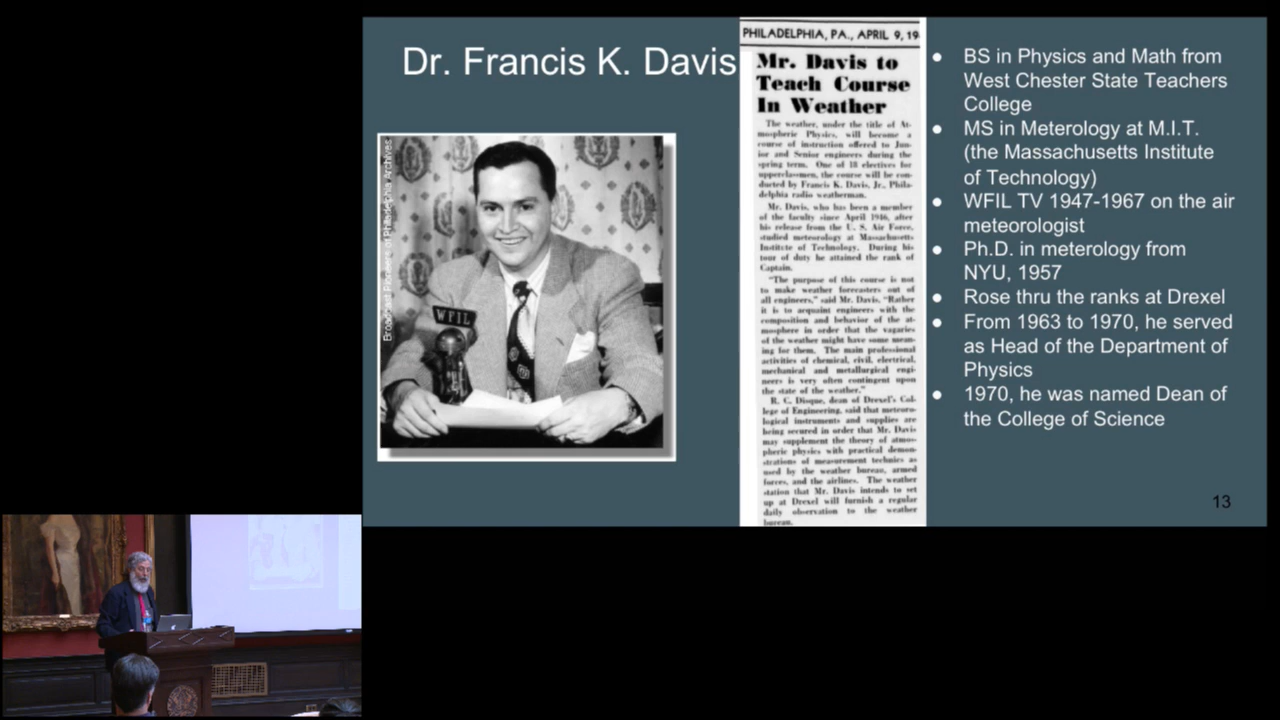 Dr. Francis K. Davis
Broadcast Pioneers of Philadelphia Archives
WFIL
PHILADELPHIA, PA., APRIL 9, 19
Mr. Davis to
Teach Course
In Weather
The weather, under the title of At-
mospheric Physics, will become a
course of instruction offered to Jun-
ior and Senior engineers during the
spring term. One of 18 electives for
upperclassmen, the course will be con-
ducted by Francis K. Davis, Jr., Phila-
delphia radio weatherman.
Mr. Davis, who has been a member
of the faculty since April 1946, after
his release from the U. S. Air Force,
studied meteorology at Massachusetts
Institute of Technology. During his
tour of duty he attained the rank of
Captain.
"The purpose of this course is not
to make weather forecasters out of
all engineers," said Mr. Davis, "Rather
it is to acquaint engineers with the
composition and behavior of the at-
mosphere in order that the vagaries
of the weather might have some mean-
ing for them. The main professional
activities of chemical, civil, electrical,
mechanical and metallurgical engi-
neers is very often contingent upon
the state of the weather."
R. C. Disque, dean of Drexel's Col-
lege of Engineering, said that meteoro-
logical instruments and supplies are
being secured in order that Mr. Davis
may supplement the theory of atmos-
pheric physics with practical demon-
strations of measurement technics as
used by the weather bureau, armed
forces, and the airlines. The weather
station that Mr. Davis intends to set
up at Drexel will furnish a regular
daily observation to the weather
bureau.
● BS in Physics and Math from
West Chester State Teachers
College
● MS in Meterology at M.I.T.
(the Massachusetts Institute
of Technology)
● WFIL TV 1947-1967 on the air
meteorologist
● Ph.D. in meterology from
NYU, 1957
● Rose thru the ranks at Drexel
● From 1963 to 1970, he served
as Head of the Department of
Physics
● 1970, he was named Dean of
the College of Science
13